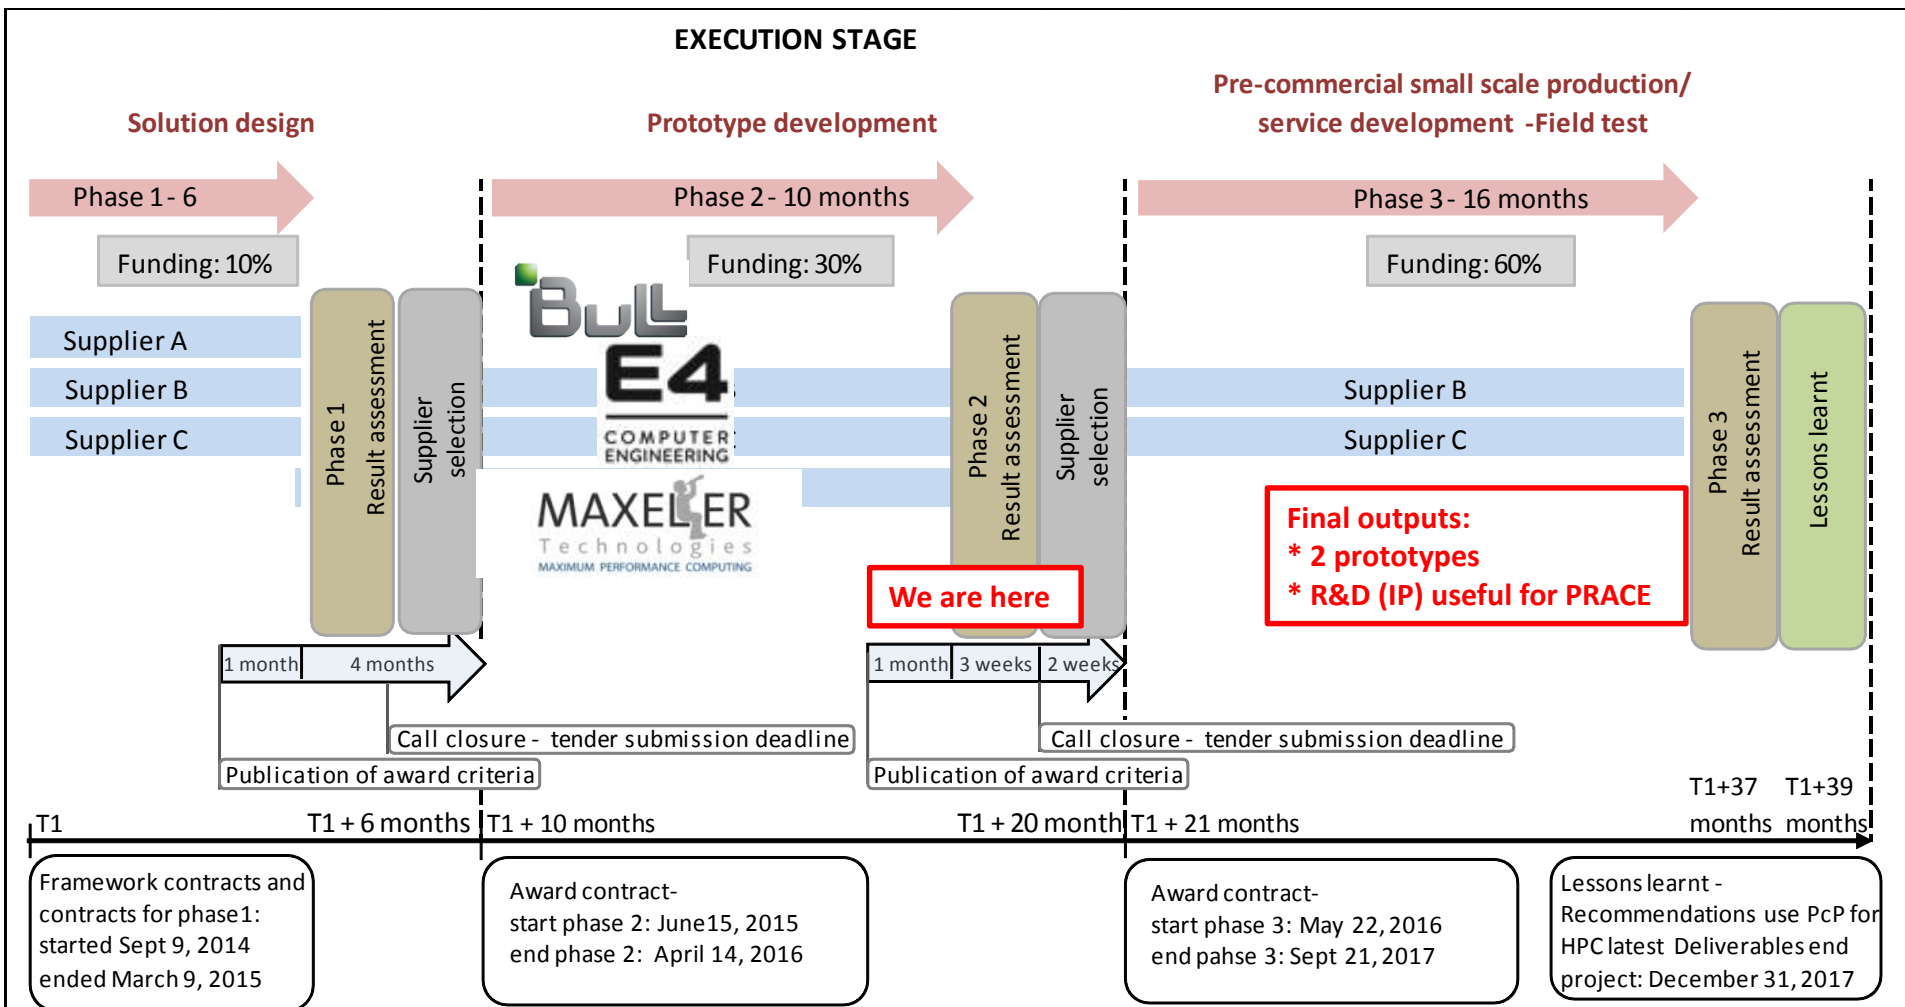 EXECUTION STAGE
Solution design
Prototype development
Pre-commercial small scale production/
service development -Field test
Phase 1 - 6
Phase 2 - 10 months
Phase 3 - 16 months
Funding: 10%
Funding: 30%
Funding: 60%
Supplier A
Supplier B
Supplier C
Phase 1
Result assessment
Supplier
selection
Bull
E4
COMPUTER
ENGINEERING
MAXELER
Technologies
MAXIMUM PERFORMANCE COMPUTING
Phase 2
Result assessment
Supplier
selection
Supplier B
Supplier C
Phase 3
Result assessment
Lessons learnt
We are here
Final outputs:
* 2 prototypes
* R&D (IP) useful for PRACE
1 month
4 months
1 month
3 weeks
2 weeks
Call closure - tender submission deadline
Publication of award criteria
Call closure - tender submission deadline
Publication of award criteria
T1
T1 + 6 months
T1 + 10 months
T1 + 20 month
T1 + 21 months
T1+37
months
T1+39
months
Framework contracts and
contracts for phase1:
started Sept 9, 2014
ended March 9, 2015
Award contract-
start phase 2: June15, 2015
end phase 2: April 14, 2016
Award contract-
start phase 3: May 22, 2016
end pahse 3: Sept 21, 2017
Lessons learnt -
Recommendations use PcP for
HPC latest Deliverables end
project: December 31, 2017